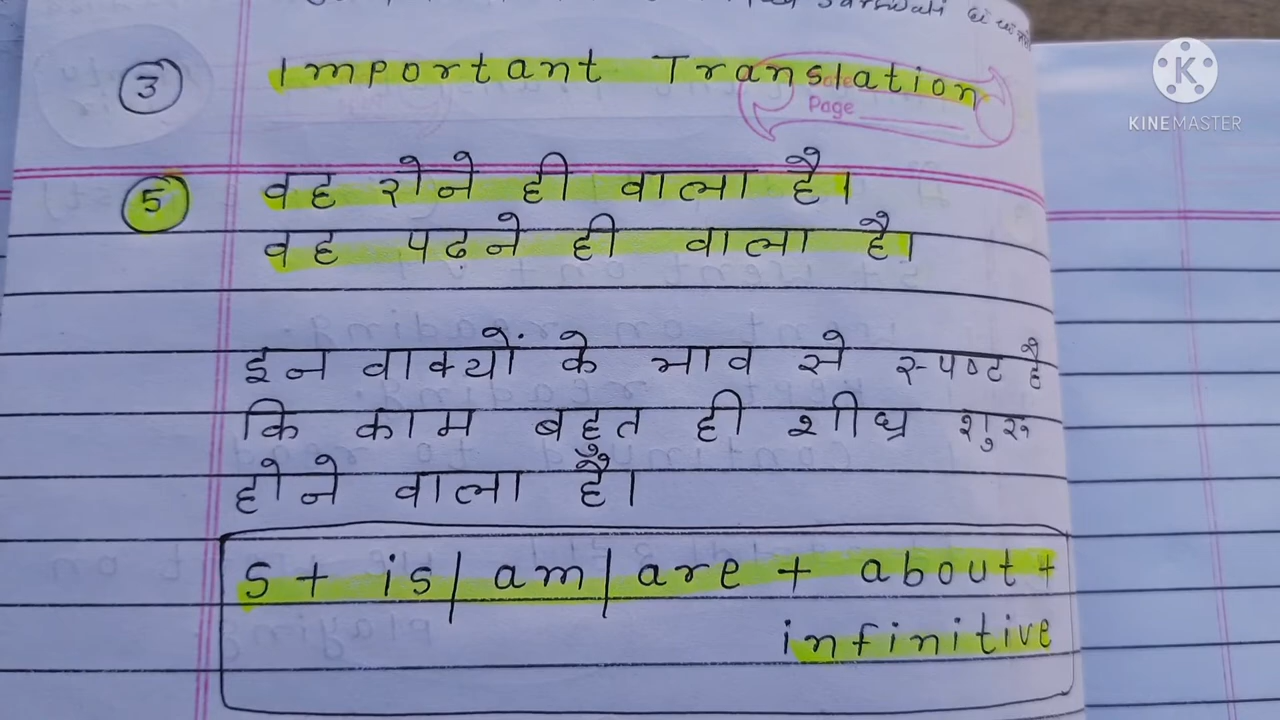 ③ Important Translation
Page
K
KINEMASTER
⑤ वह रोने ही वाला है।
वह पढ़ने ही वाला है।
इन वाक्यों के भाव से स्पष्ट है
कि काम बहुत ही शीघ्र शुरू
होने वाला है।
S + is / am / are + about +
infinitive